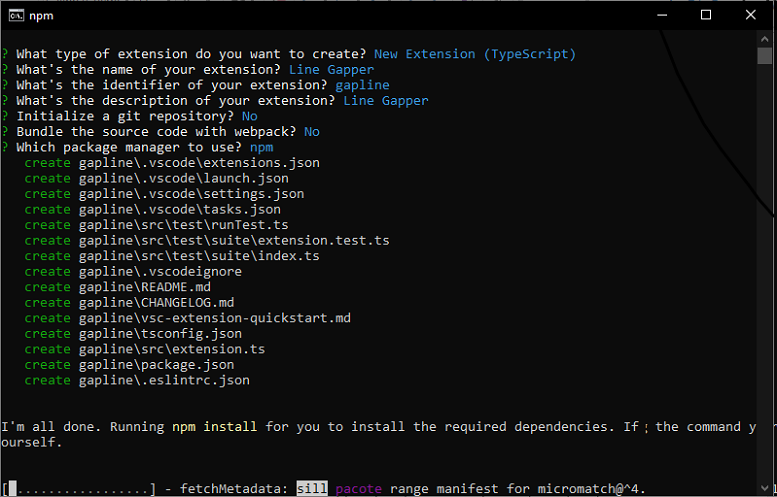 npm
? What type of extension do you want to create? New Extension (TypeScript)
? What's the name of your extension? Line Gapper
? What's the identifier of your extension? gapline
? What's the description of your extension? Line Gapper
? Initialize a git repository? No
? Bundle the source code with webpack? No
? Which package manager to use? npm
create gapline\.vscode\extensions.json
create gapline\.vscode\launch.json
create gapline\.vscode\settings.json
create gapline\.vscode\tasks.json
create gapline\src\test\runTest.ts
create gapline\src\test\suite\extension.test.ts
create gapline\src\test\suite\index.ts
create gapline\.vscodeignore
create gapline\README.md
create gapline\CHANGELOG.md
create gapline\vsc-extension-quickstart.md
create gapline\tsconfig.json
create gapline\src\extension.ts
create gapline\package.json
create gapline\.eslintrc.json
I'm all done. Running npm install for you to install the required dependencies. If the command y
ourself.
[ .................] - fetchMetadata: sill pacote range manifest for micromatch@^4.